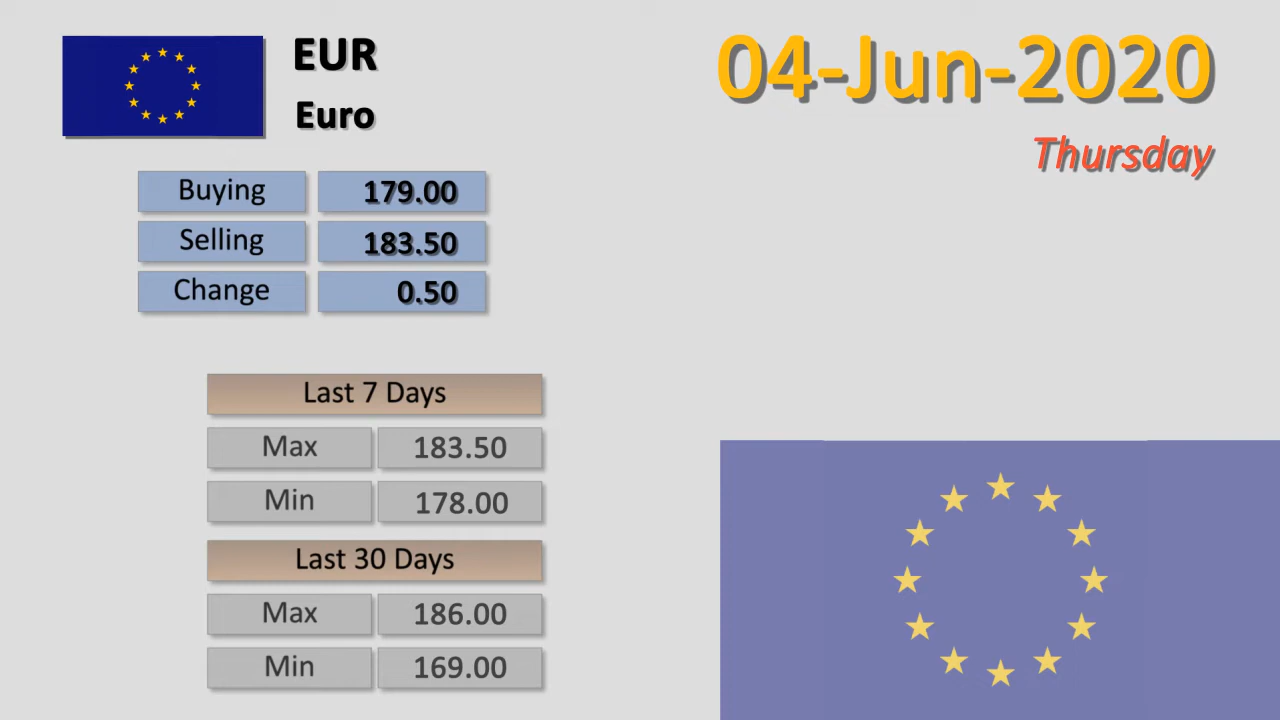 EUR
Euro
04-Jun-2020
Thursday
Buying 179.00
Selling 183.50
Change 0.50
Last 7 Days
Max 183.50
Min 178.00
Last 30 Days
Max 186.00
Min 169.00